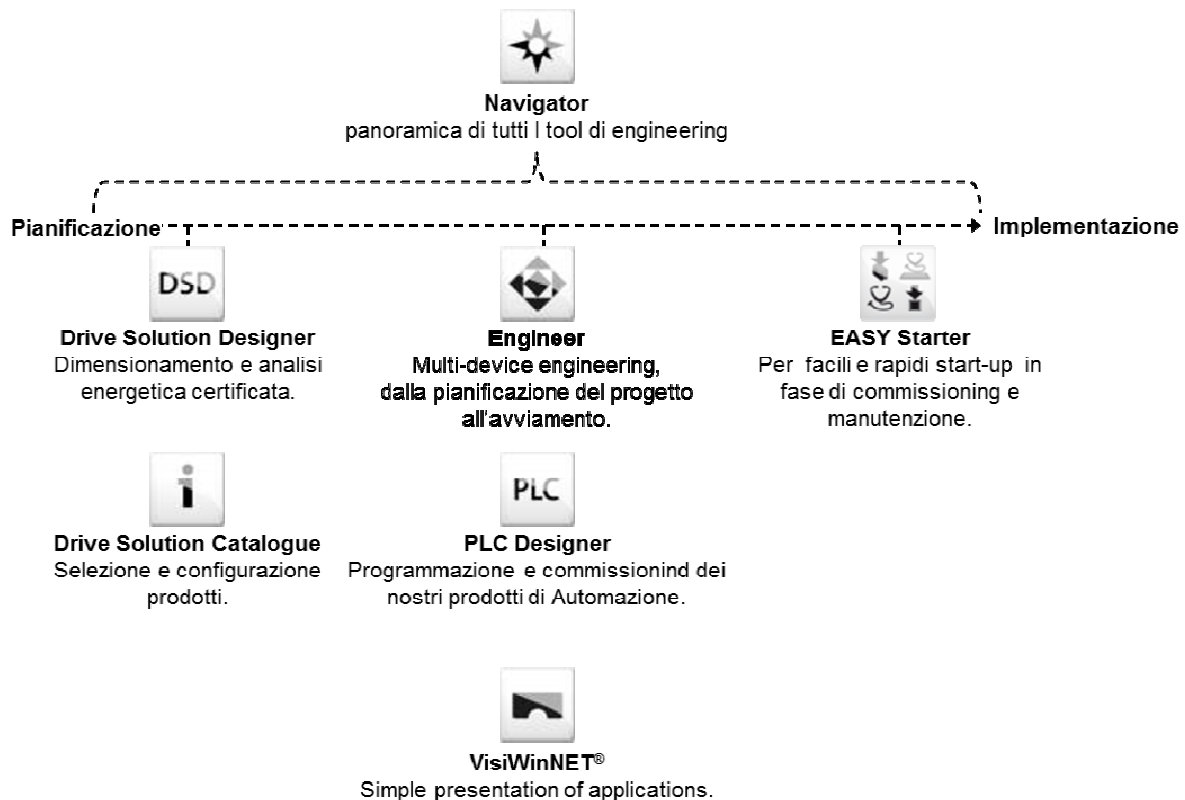 Navigator
panoramica di tutti I tool di engineering
Pianificazione
Implementazione
DSD
Drive Solution Designer
Dimensionamento e analisi
energetica certificata.
Engineer
Multi-device engineering,
dalla pianificazione del progetto
all'avviamento.
EASY Starter
Per facili e rapidi start-up in
fase di commissioning e
manutenzione.
i
Drive Solution Catalogue
Selezione e configurazione
prodotti.
PLC
PLC Designer
Programmazione e commissionind dei
nostri prodotti di Automazione.
VisiWinNET®
Simple presentation of applications.